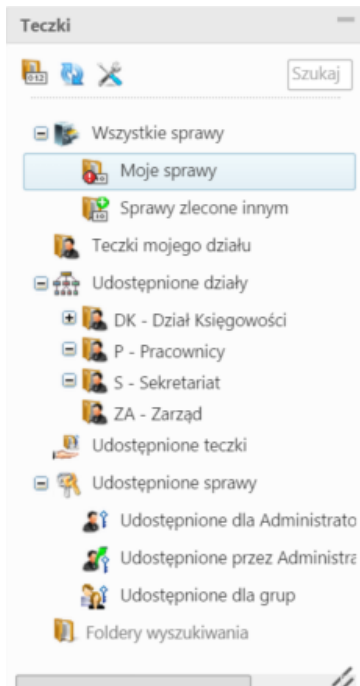 Teczki
Szukaj
Wszystkie sprawy
Moje sprawy
Sprawy zlecone innym
Teczki mojego działu
Udostępnione działy
DK - Dział Księgowości
P - Pracownicy
S - Sekretariat
ZA - Zarząd
Udostępnione teczki
Udostępnione sprawy
Udostępnione dla Administrato
Udostępnione przez Administra
Udostępnione dla grup
Foldery wyszukiwania